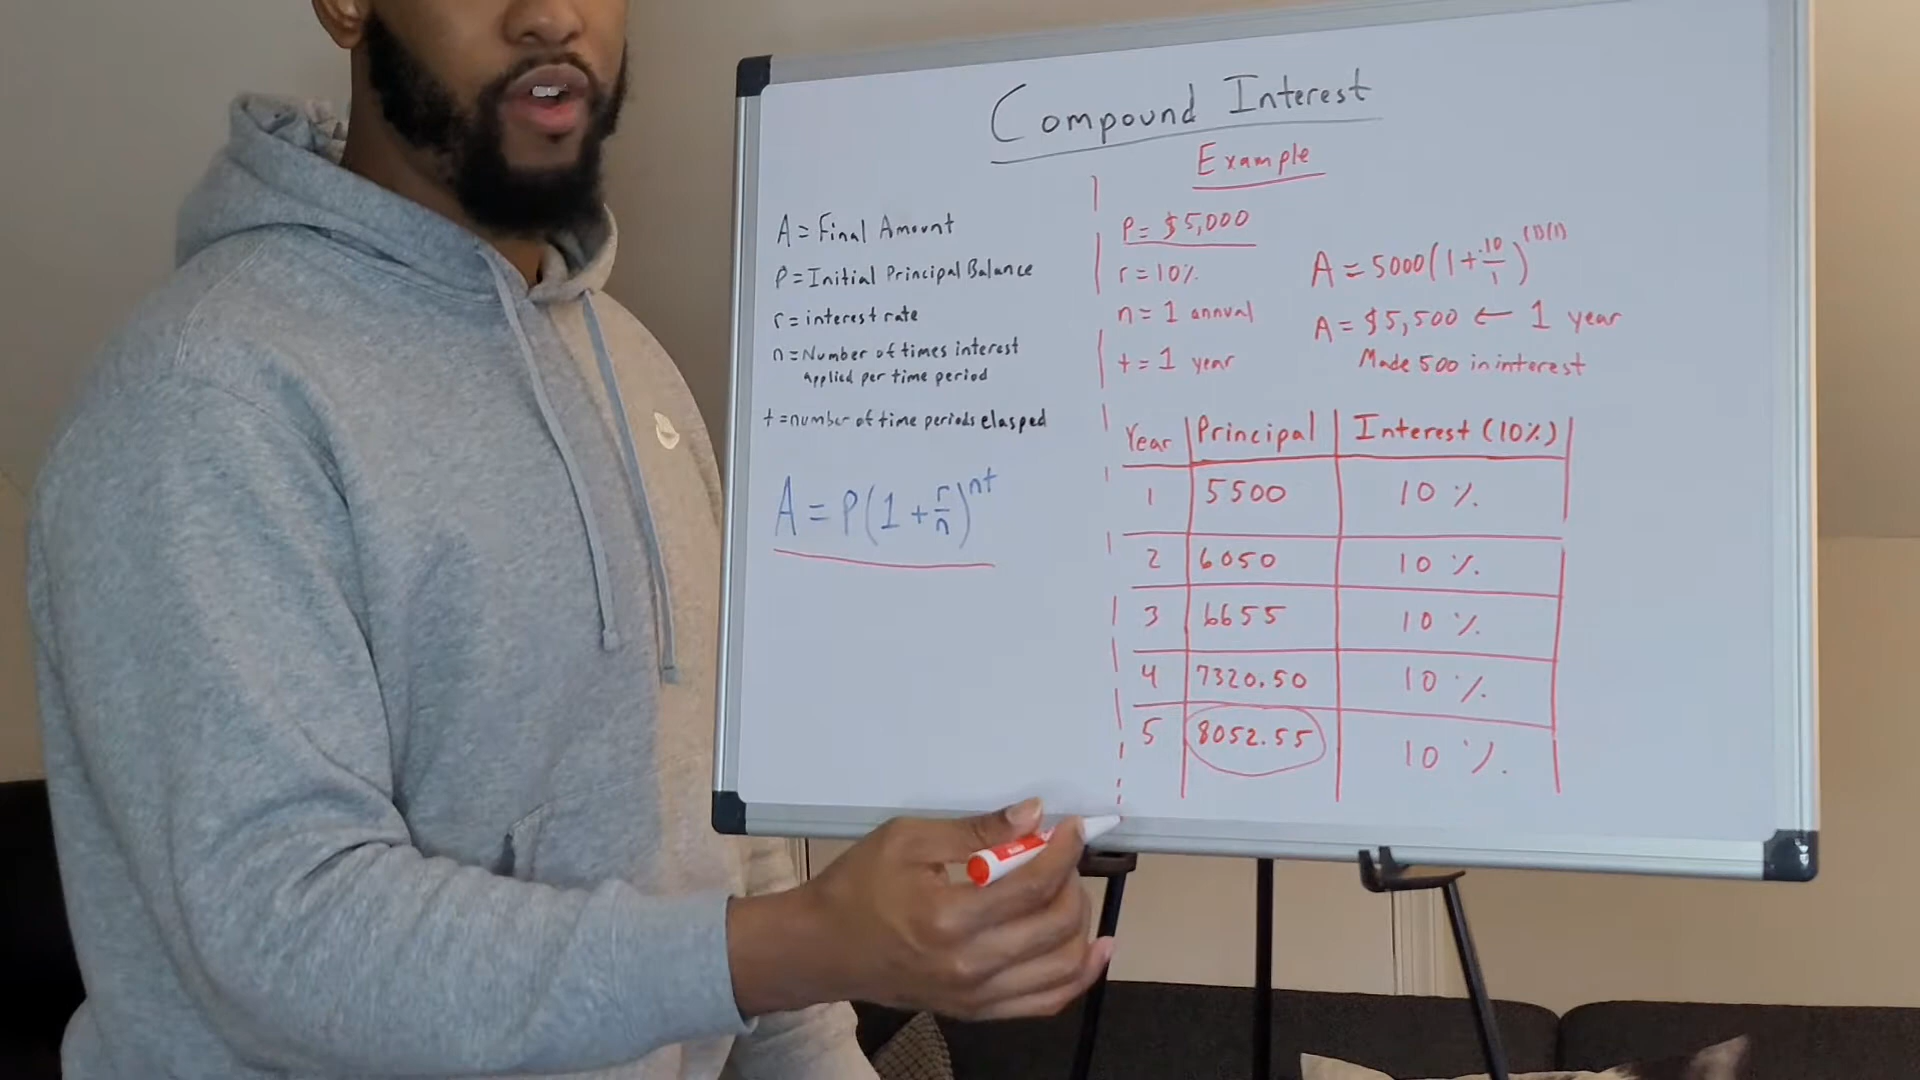 Compound Interest
Example
A = Final Amount
P = Initial Principal Balance
r = interest rate
n = Number of times interest
applied per time period
t = number of time periods elasped
A = P(1 + r/n)^nt
P = $5,000
r = 10%
n = 1 annual
t = 1 year
A = 5000(1 + .10/1)^(1)(1)
A = $5,500 ← 1 year
Made 500 in interest
Year Principal Interest (10%)
1 5500 10 %
2 6050 10 %
3 6655 10 %
4 7320.50 10 %
5 8052.55 10 %